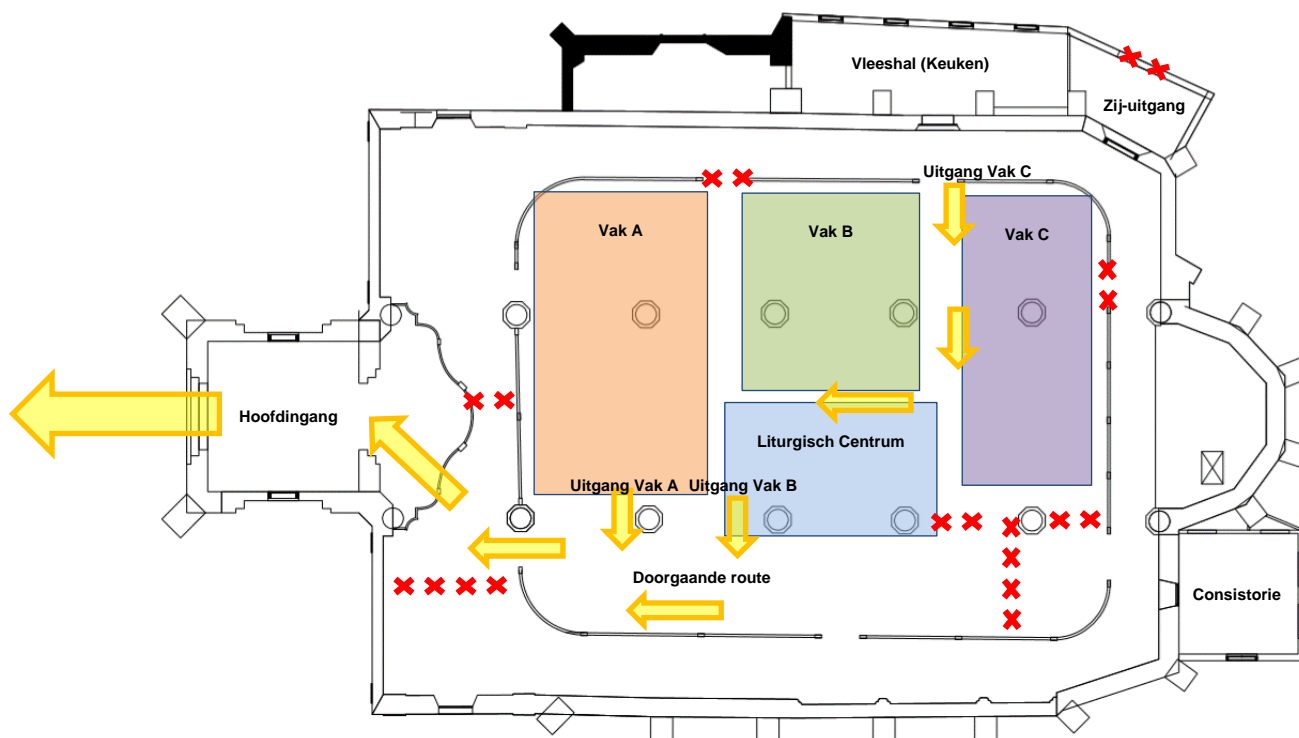 Vleeshal (Keuken)
Zij-uitgang
Uitgang Vak C
Vak A
Vak B
Vak C
Hoofdingang
Liturgisch Centrum
Uitgang Vak A
Uitgang Vak B
Doorgaande route
Consistorie